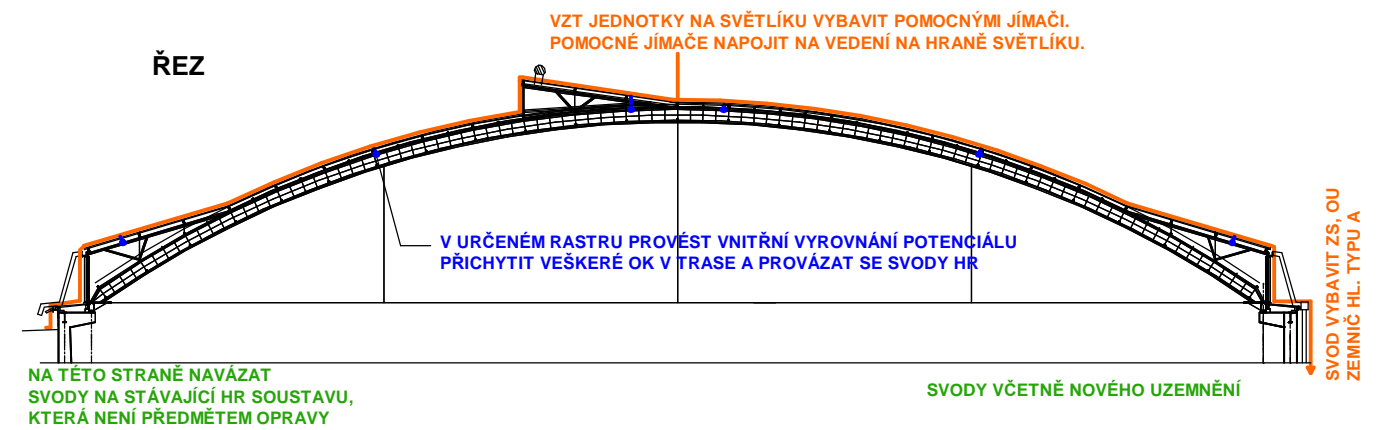 VZT JEDNOTKY NA SVĚTLÍKU VYBAVIT POMOCNÝMI JÍMAČI.
POMOCNÉ JÍMAČE NAPOJIT NA VEDENÍ NA HRANĚ SVĚTLÍKU.
ŘEZ
V URČENÉM RASTRU PROVÉST VNITŘNÍ VYROVNÁNÍ POTENCIÁLU
PŘICHYTIT VEŠKERÉ OK V TRASE A PROVÁZAT SE SVODY HR
SVOD VYBAVIT ZS, OU
ZEMNIČ HL. TYPU A
NA TÉTO STRANĚ NAVÁZAT
SVODY NA STÁVAJÍCÍ HR SOUSTAVU,
KTERÁ NENÍ PŘEDMĚTEM OPRAVY
SVODY VČETNĚ NOVÉHO UZEMNĚNÍ